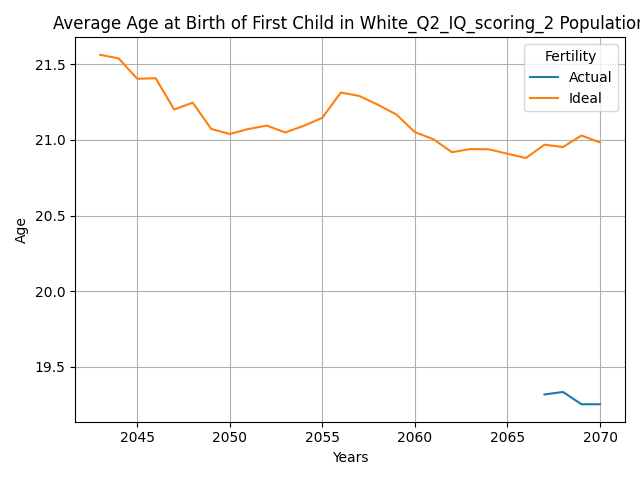 Average Age at Birth of First Child in White_Q2_IQ_scoring_2 Population
Fertility
Actual
Ideal
21.5
21.0
20.5
20.0
19.5
Age
2045 2050 2055 2060 2065 2070
Years